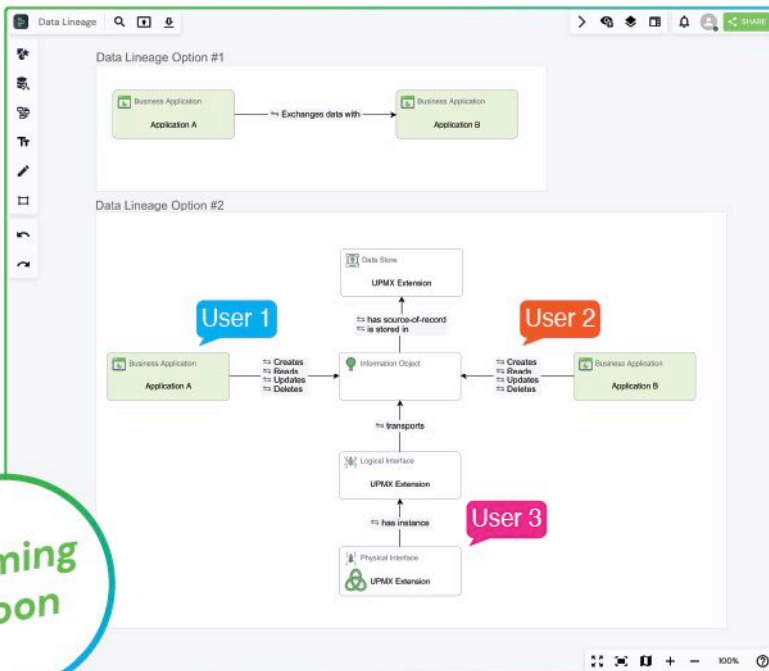 Data Lineage
SHARE
Data Lineage Option #1
Business Application
Application A
Exchanges data with
Business Application
Application B
Data Lineage Option #2
Data Store
UPMX Extension
User 1
has source-of-record
is stored in
User 2
Business Application
Application A
Creates
Reads
Updates
Deletes
Information Object
Creates
Reads
Updates
Deletes
Business Application
Application B
transports
Logical Interface
UPMX Extension
has instance
User 3
Physical Interface
UPMX Extension
ming
oon
100%